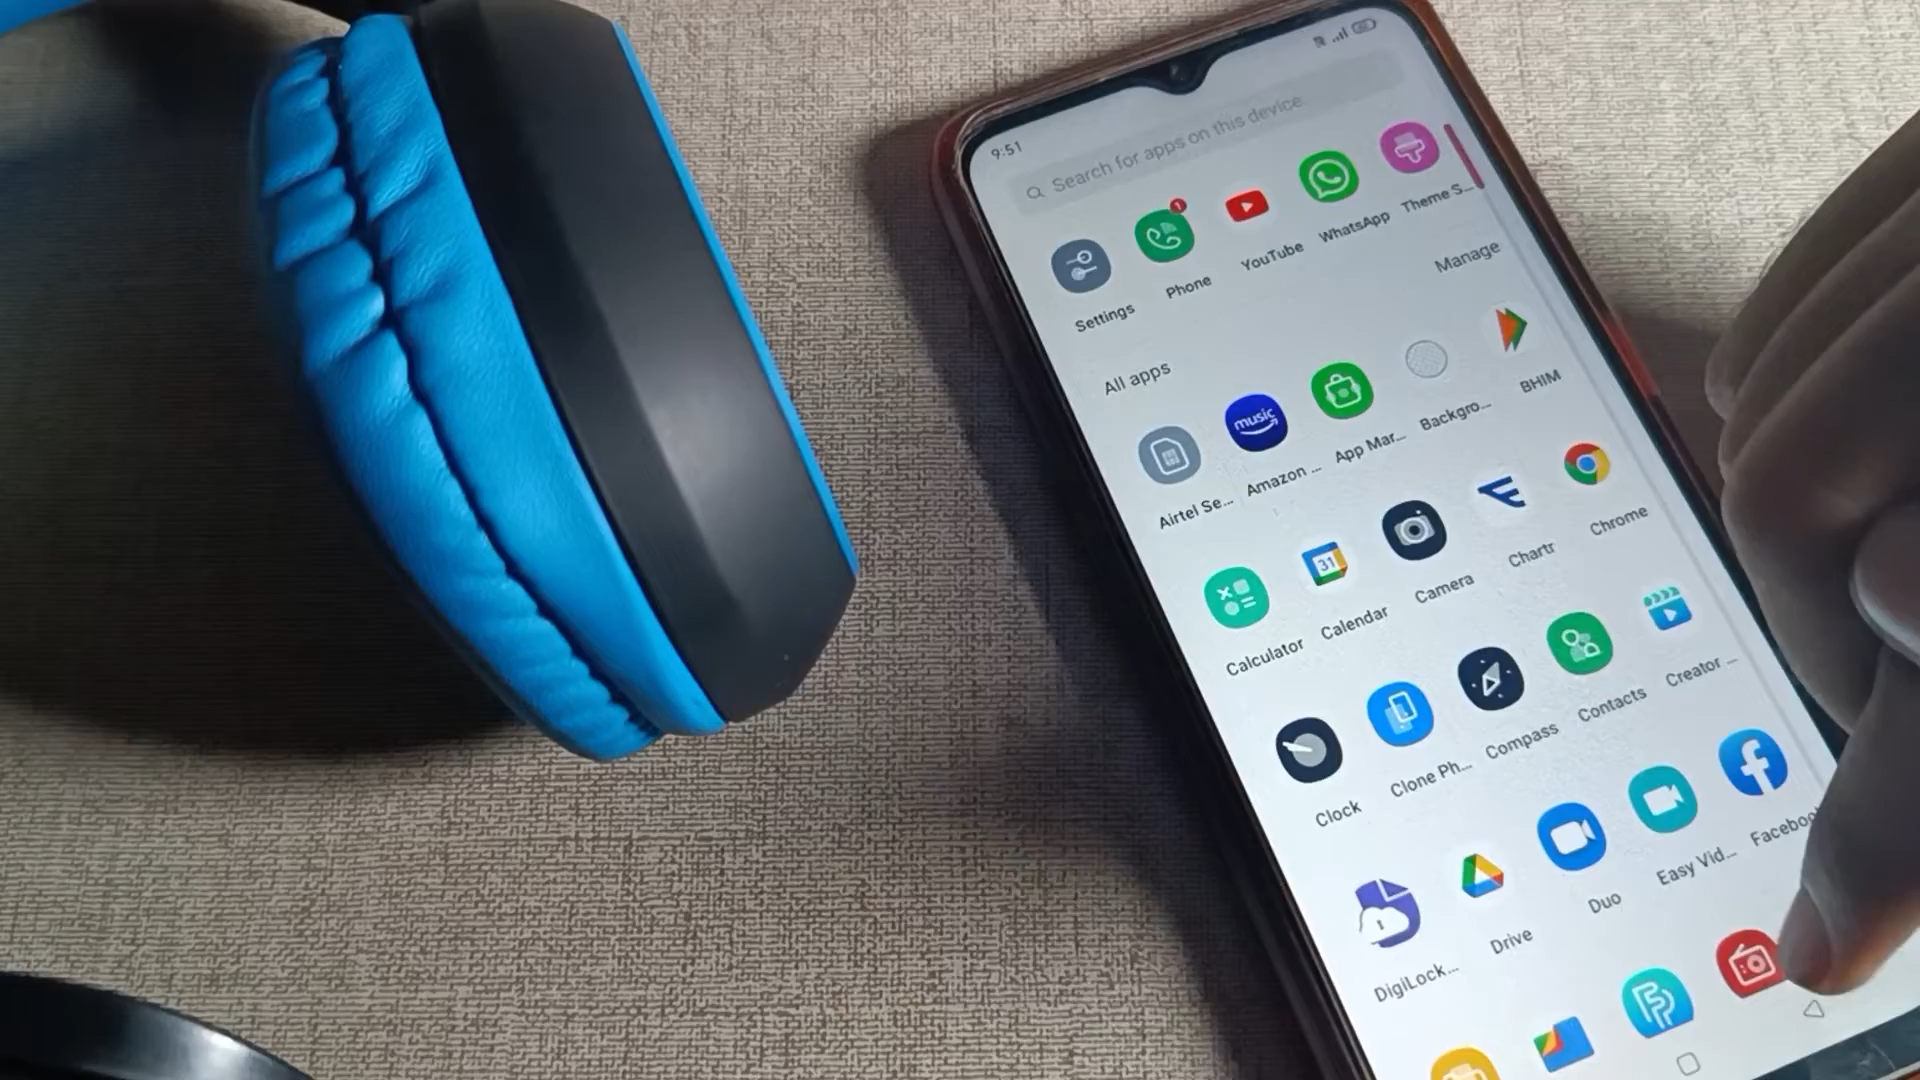 9:51
Search for apps on this device
1
Settings
Phone
YouTube
WhatsApp
Theme S...
Manage
All apps
music
Airtel Se...
Amazon ...
App Mar...
Backgro...
BHIM
31
Calculator
Calendar
Camera
Chartr
Chrome
Clock
Clone Ph...
Compass
Contacts
Creator ...
DigiLock...
Drive
Duo
Easy Vid...
Faceboo